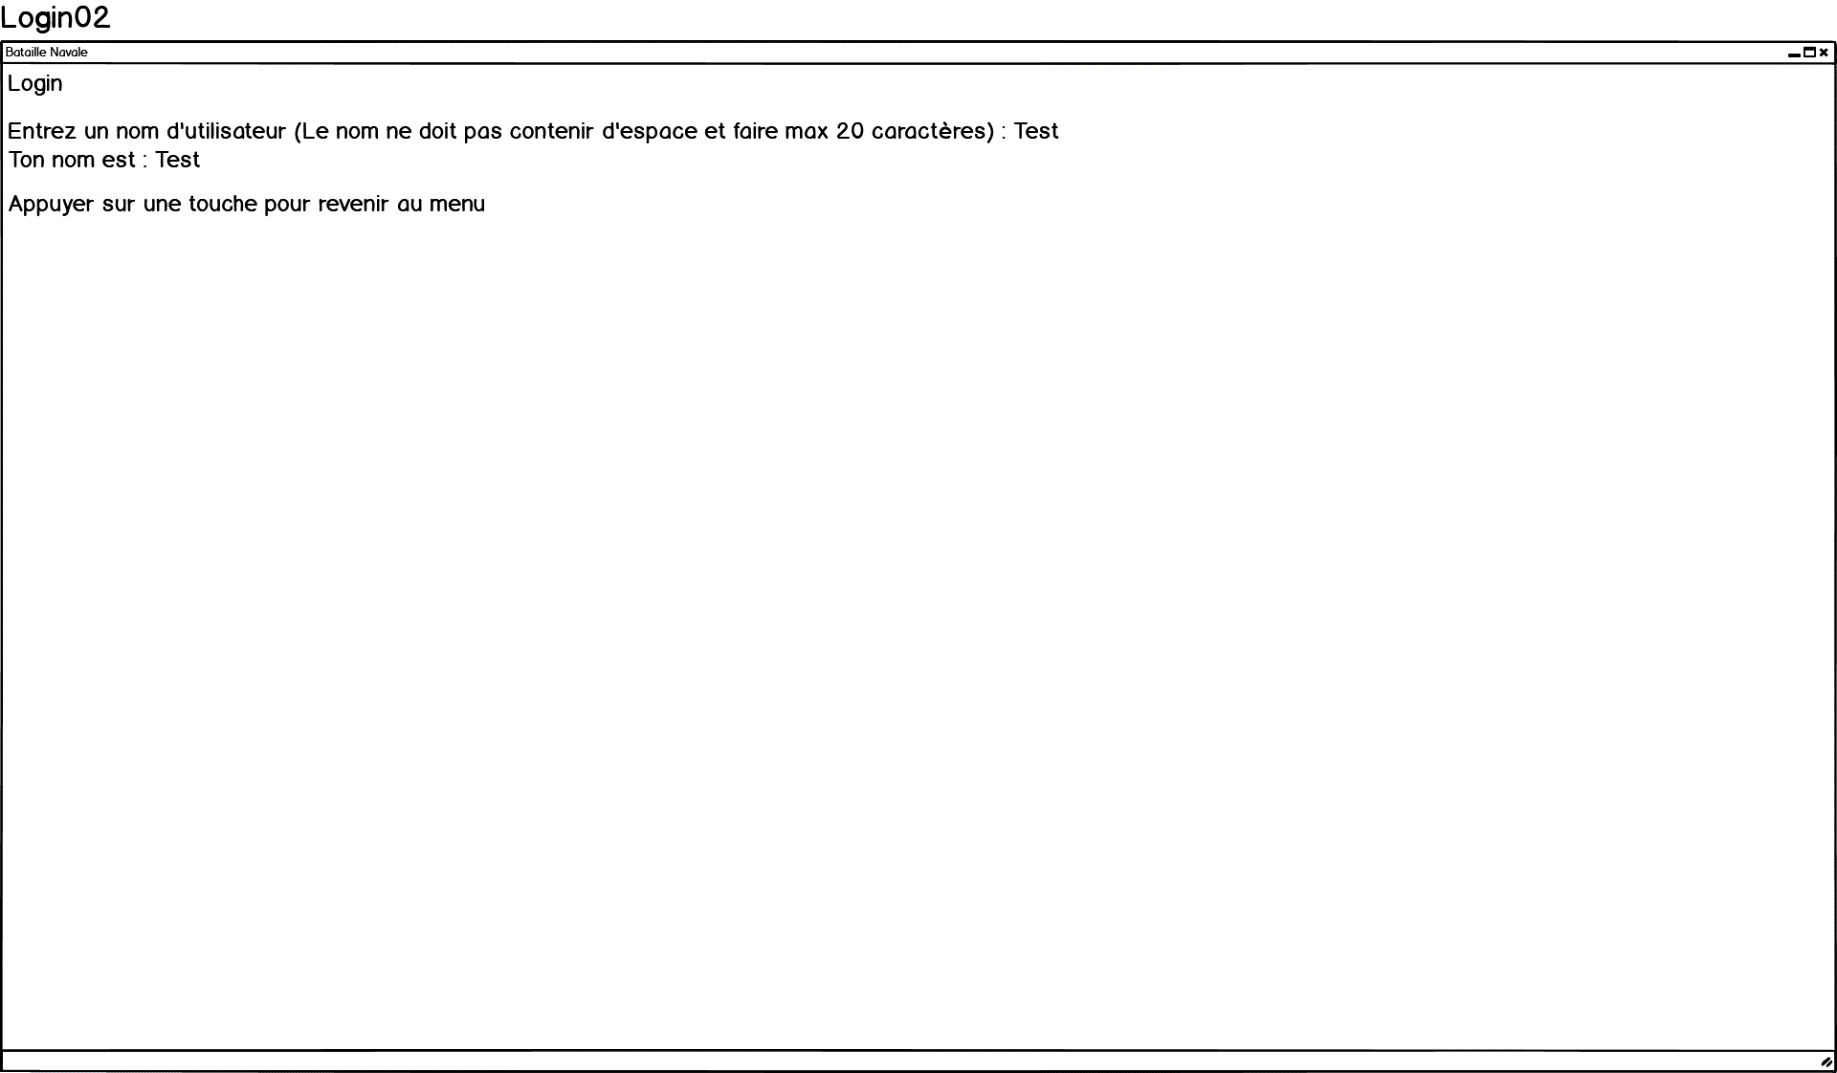 Login02
Bataille Navale
Login
Entrez un nom d'utilisateur (Le nom ne doit pas contenir d'espace et faire max 20 caractères) : Test
Ton nom est : Test
Appuyer sur une touche pour revenir au menu